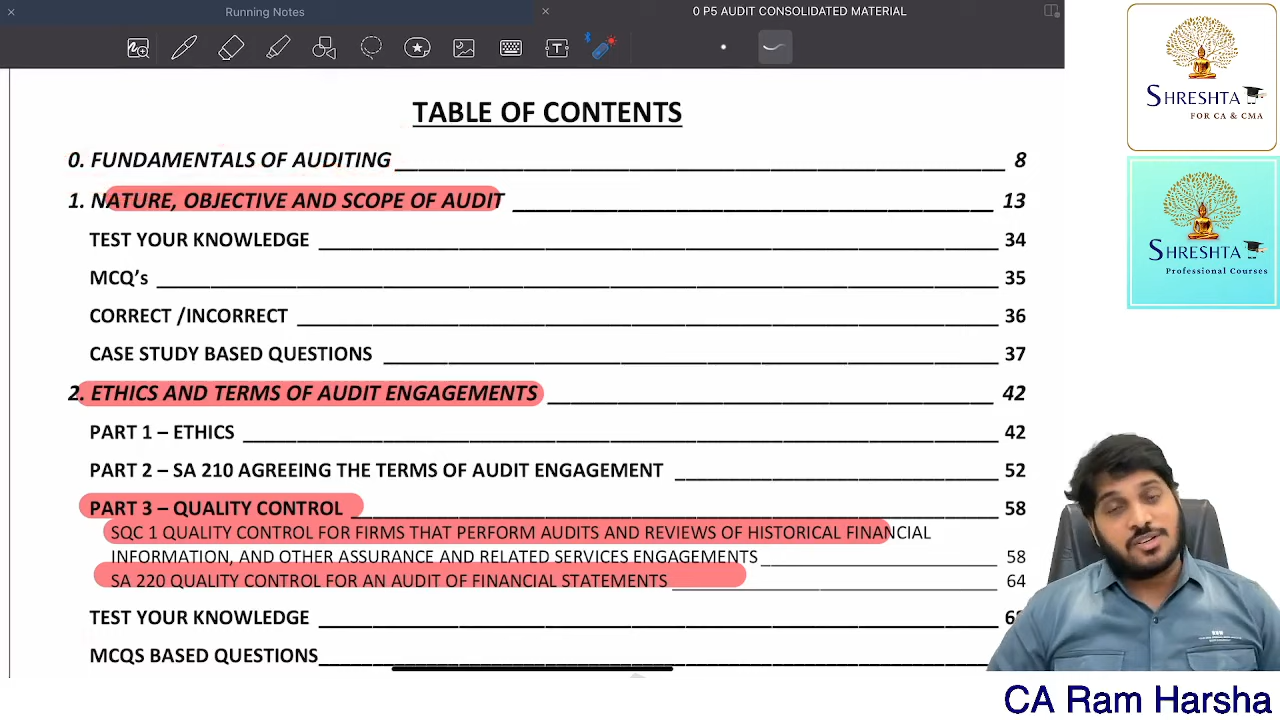 Running Notes
0 P5 AUDIT CONSOLIDATED MATERIAL
TABLE OF CONTENTS
0. FUNDAMENTALS OF AUDITING 8
1. NATURE, OBJECTIVE AND SCOPE OF AUDIT 13
TEST YOUR KNOWLEDGE 34
MCQ’s 35
CORRECT /INCORRECT 36
CASE STUDY BASED QUESTIONS 37
2. ETHICS AND TERMS OF AUDIT ENGAGEMENTS 42
PART 1 – ETHICS 42
PART 2 – SA 210 AGREEING THE TERMS OF AUDIT ENGAGEMENT 52
PART 3 – QUALITY CONTROL 58
SQC 1 QUALITY CONTROL FOR FIRMS THAT PERFORM AUDITS AND REVIEWS OF HISTORICAL FINANCIAL
INFORMATION, AND OTHER ASSURANCE AND RELATED SERVICES ENGAGEMENTS 58
SA 220 QUALITY CONTROL FOR AN AUDIT OF FINANCIAL STATEMENTS 64
TEST YOUR KNOWLEDGE
MCQS BASED QUESTIONS
SHRESHTA
FOR CA & CMA
SHRESHTA
Professional Courses
CA Ram Harsha